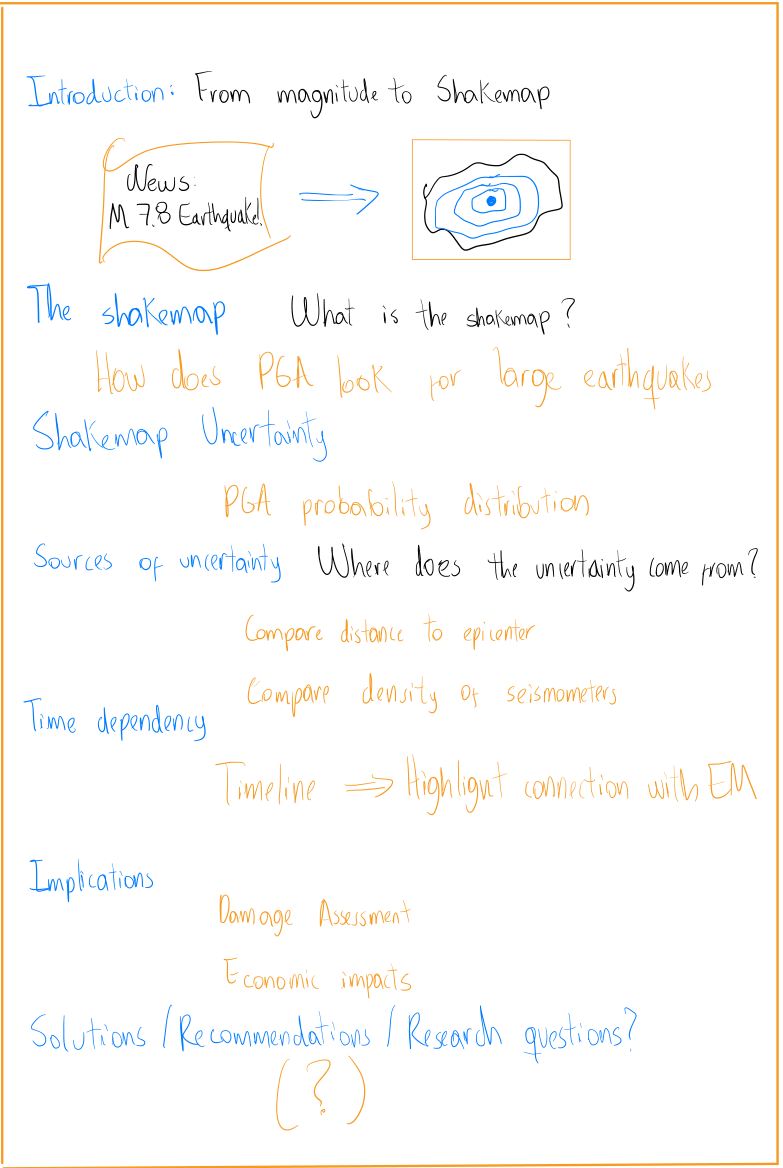 Introduction: From magnitude to Shakemap
News:
M 7.8 Earthquake!
The shakemap What is the shakemap?
How does PGA look for large earthquakes
Shakemap Uncertainty
PGA probability distribution
Sources of uncertainty Where does the uncertainty come from?
Compare distance to epicenter
Compare density of seismometers
Time dependency
Timeline ⇒ Highlight connection with EM
Implications
Damage Assessment
Economic impacts
Solutions / Recommendations / Research questions?
(?)